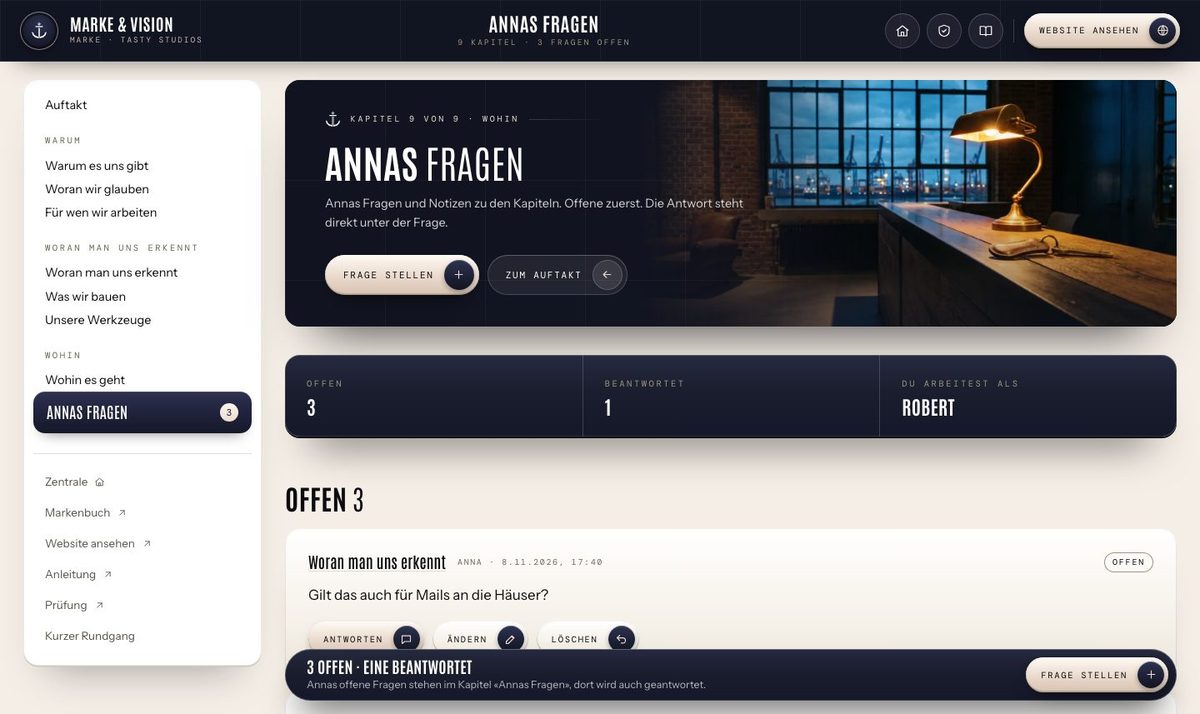 MARKE & VISION
MARKE · TASTY STUDIOS
ANNAS FRAGEN
9 KAPITEL · 3 FRAGEN OFFEN
WEBSITE ANSEHEN
Auftakt
WARUM
Warum es uns gibt
Woran wir glauben
Für wen wir arbeiten
WORAN MAN UNS ERKENNT
Woran man uns erkennt
Was wir bauen
Unsere Werkzeuge
WOHIN
Wohin es geht
ANNAS FRAGEN 3
Zentrale
Markenbuch
Website ansehen
Anleitung
Prüfung
Kurzer Rundgang
KAPITEL 9 VON 9 · WOHIN
ANNAS FRAGEN
Annas Fragen und Notizen zu den Kapiteln. Offene zuerst. Die Antwort steht
direkt unter der Frage.
FRAGE STELLEN
ZUM AUFTAKT
OFFEN
3
BEANTWORTET
1
DU ARBEITEST ALS
ROBERT
OFFEN 3
Woran man uns erkennt ANNA · 8.11.2026, 17:40
OFFEN
Gilt das auch für Mails an die Häuser?
ANTWORTEN
ÄNDERN
LÖSCHEN
3 OFFEN · EINE BEANTWORTET
Annas offene Fragen stehen im Kapitel «Annas Fragen», dort wird auch geantwortet.
FRAGE STELLEN